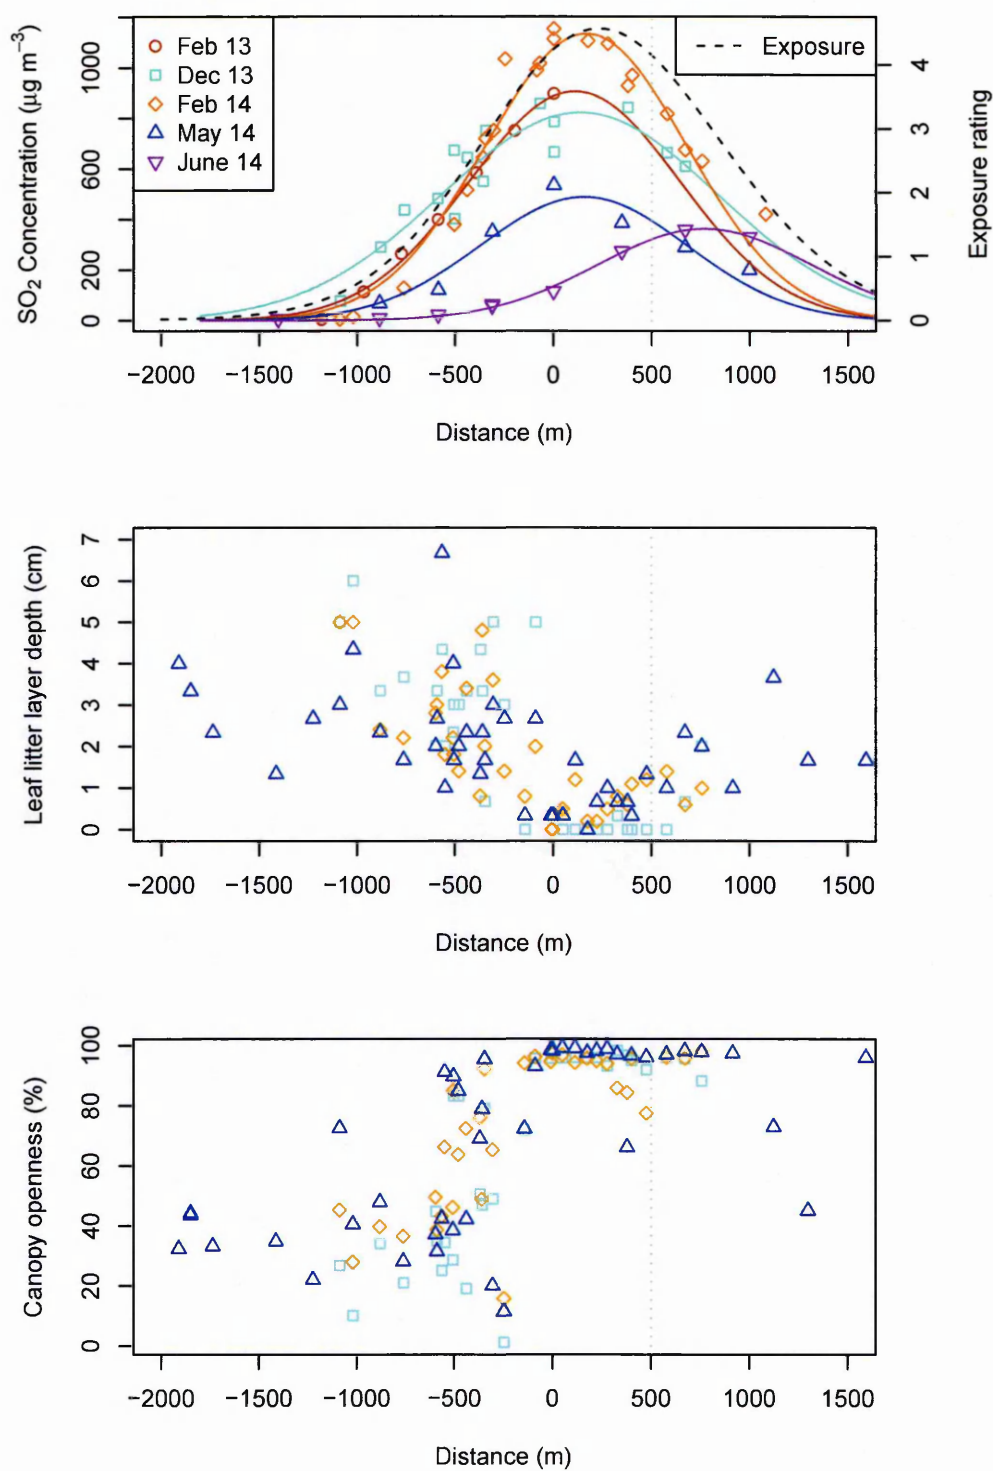 SO2 Concentration (μg m−3)
0 200 600 1000
Feb 13
Dec 13
Feb 14
May 14
June 14
Exposure
Exposure rating
0 1 2 3 4
−2000 −1500 −1000 −500 0 500 1000 1500
Distance (m)
Leaf litter layer depth (cm)
0 1 2 3 4 5 6 7
−2000 −1500 −1000 −500 0 500 1000 1500
Distance (m)
Canopy openness (%)
0 20 40 60 80 100
−2000 −1500 −1000 −500 0 500 1000 1500
Distance (m)